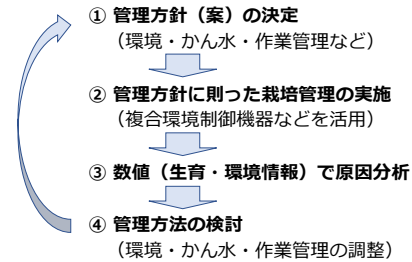 ① 管理方針（案）の決定
（環境・かん水・作業管理など）
② 管理方針に則った栽培管理の実施
（複合環境制御機器などを活用）
③ 数値（生育・環境情報）で原因分析
④ 管理方法の検討
（環境・かん水・作業管理の調整）